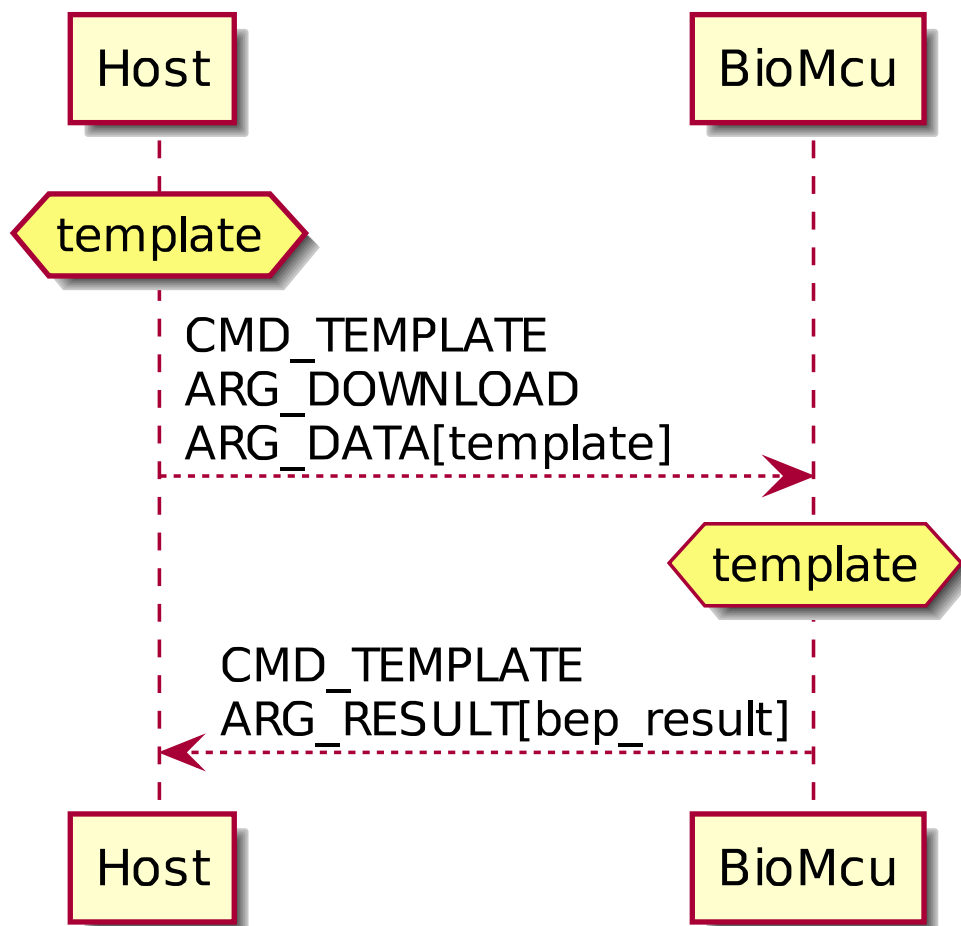 Host
BioMcu
template
CMD_TEMPLATE
ARG_DOWNLOAD
ARG_DATA[template]
template
CMD_TEMPLATE
ARG_RESULT[bep_result]
Host
BioMcu